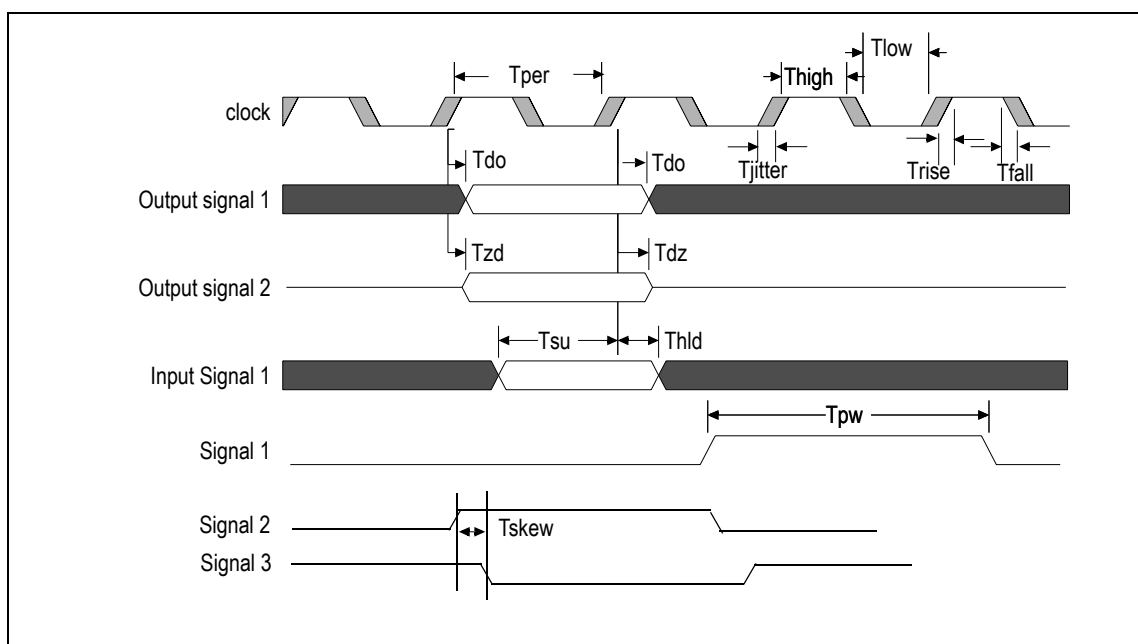 Tlow
Tper
Thigh
clock
Tdo
Tdo
Tjitter
Trise
Tfall
Output signal 1
Tzd
Tdz
Output signal 2
Tsu
Thld
Input Signal 1
Tpw
Signal 1
Signal 2
Tskew
Signal 3